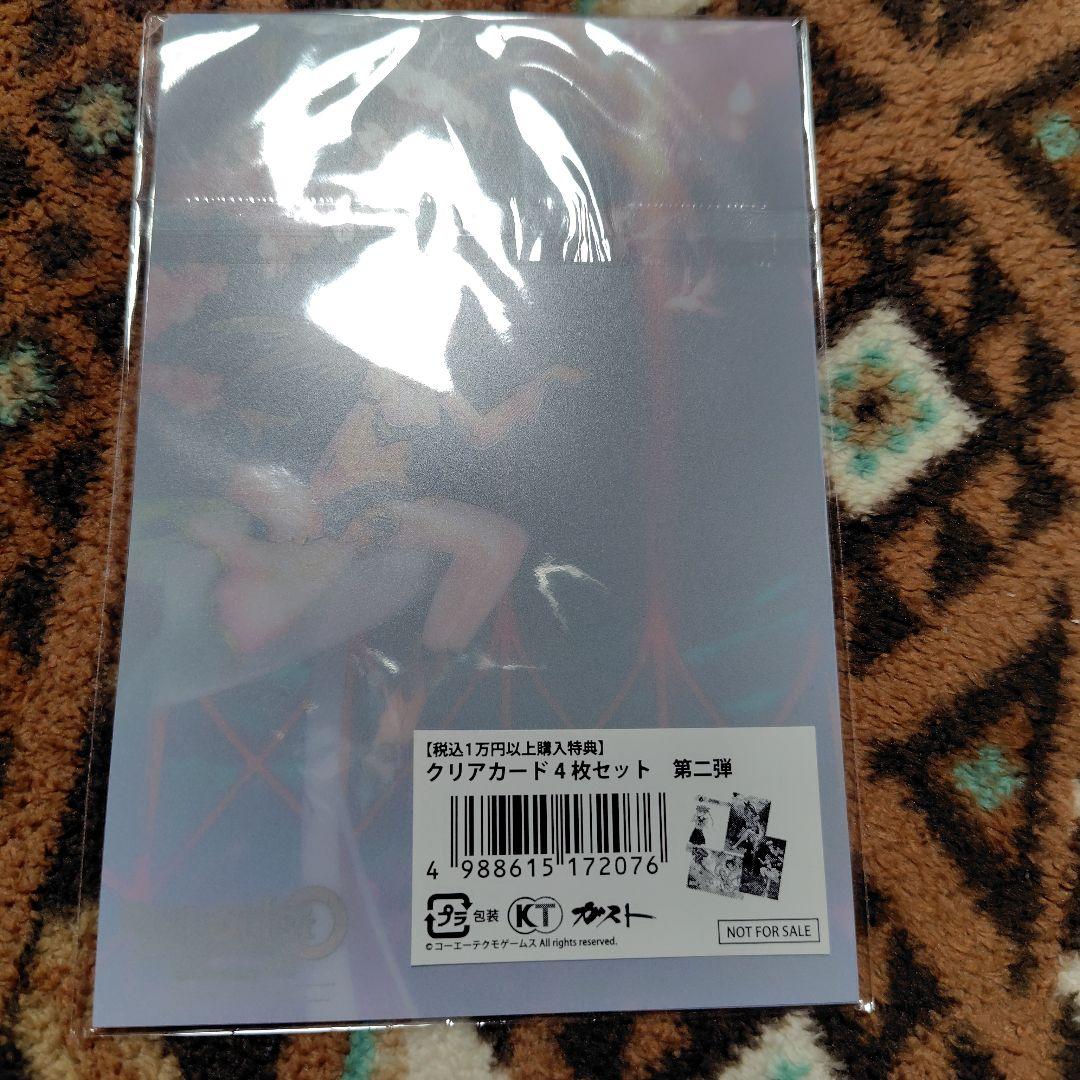 【税込1万円以上購入特典】
クリアカード4枚セット　第二弾
4 988615 172076
プラ 包装 KT ガスト
©コーエーテクモゲームス All rights reserved.
NOT FOR SALE